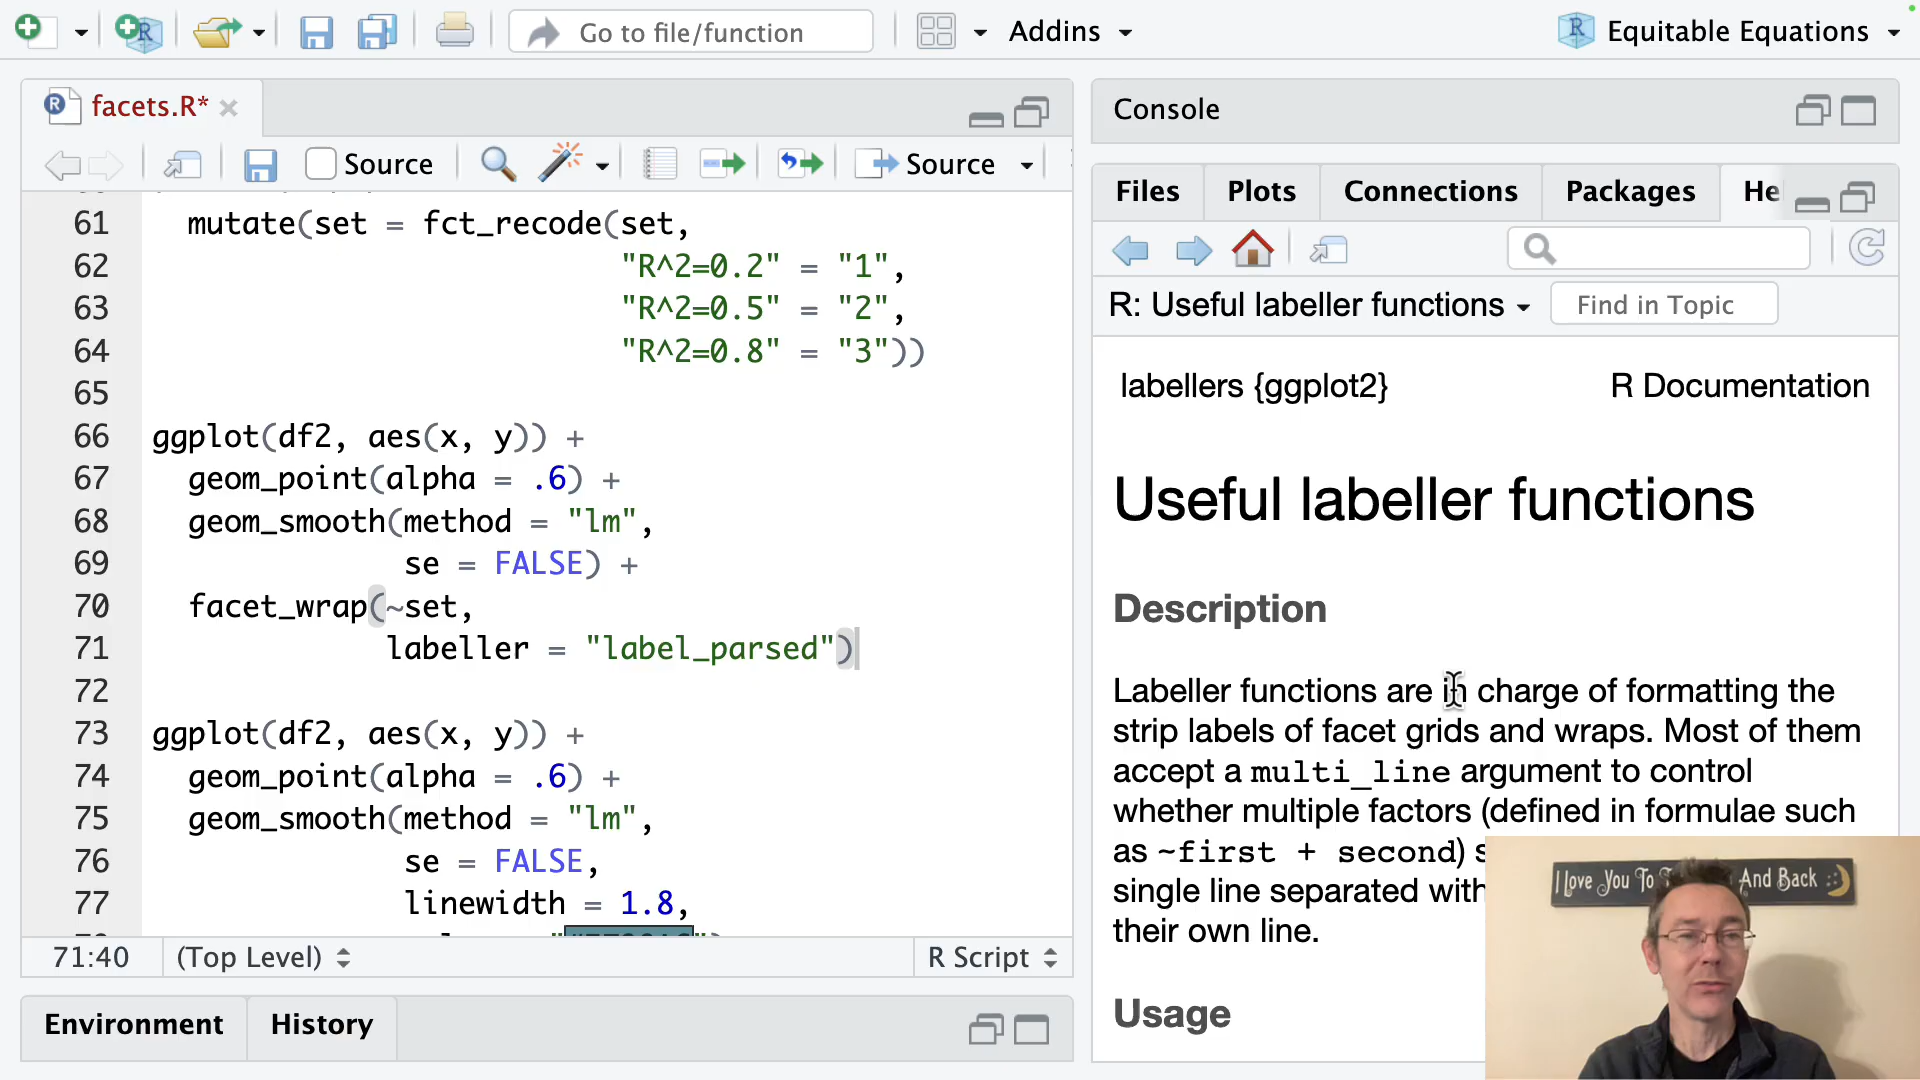 Go to file/function
Addins
Equitable Equations
facets.R*
Source
Source
61 mutate(set = fct_recode(set,
62 "R^2=0.2" = "1",
63 "R^2=0.5" = "2",
64 "R^2=0.8" = "3"))
65
66 ggplot(df2, aes(x, y)) +
67 geom_point(alpha = .6) +
68 geom_smooth(method = "lm",
69 se = FALSE) +
70 facet_wrap(~set,
71 labeller = "label_parsed")
72
73 ggplot(df2, aes(x, y)) +
74 geom_point(alpha = .6) +
75 geom_smooth(method = "lm",
76 se = FALSE,
77 linewidth = 1.8,
71:40 (Top Level) R Script
Environment History
Console
Files Plots Connections Packages He
R: Useful labeller functions Find in Topic
labellers {ggplot2} R Documentation
Useful labeller functions
Description
Labeller functions are in charge of formatting the
strip labels of facet grids and wraps. Most of them
accept a multi_line argument to control
whether multiple factors (defined in formulae such
as ~first + second) s
single line separated with
their own line.
Usage
I Love You To T And Back